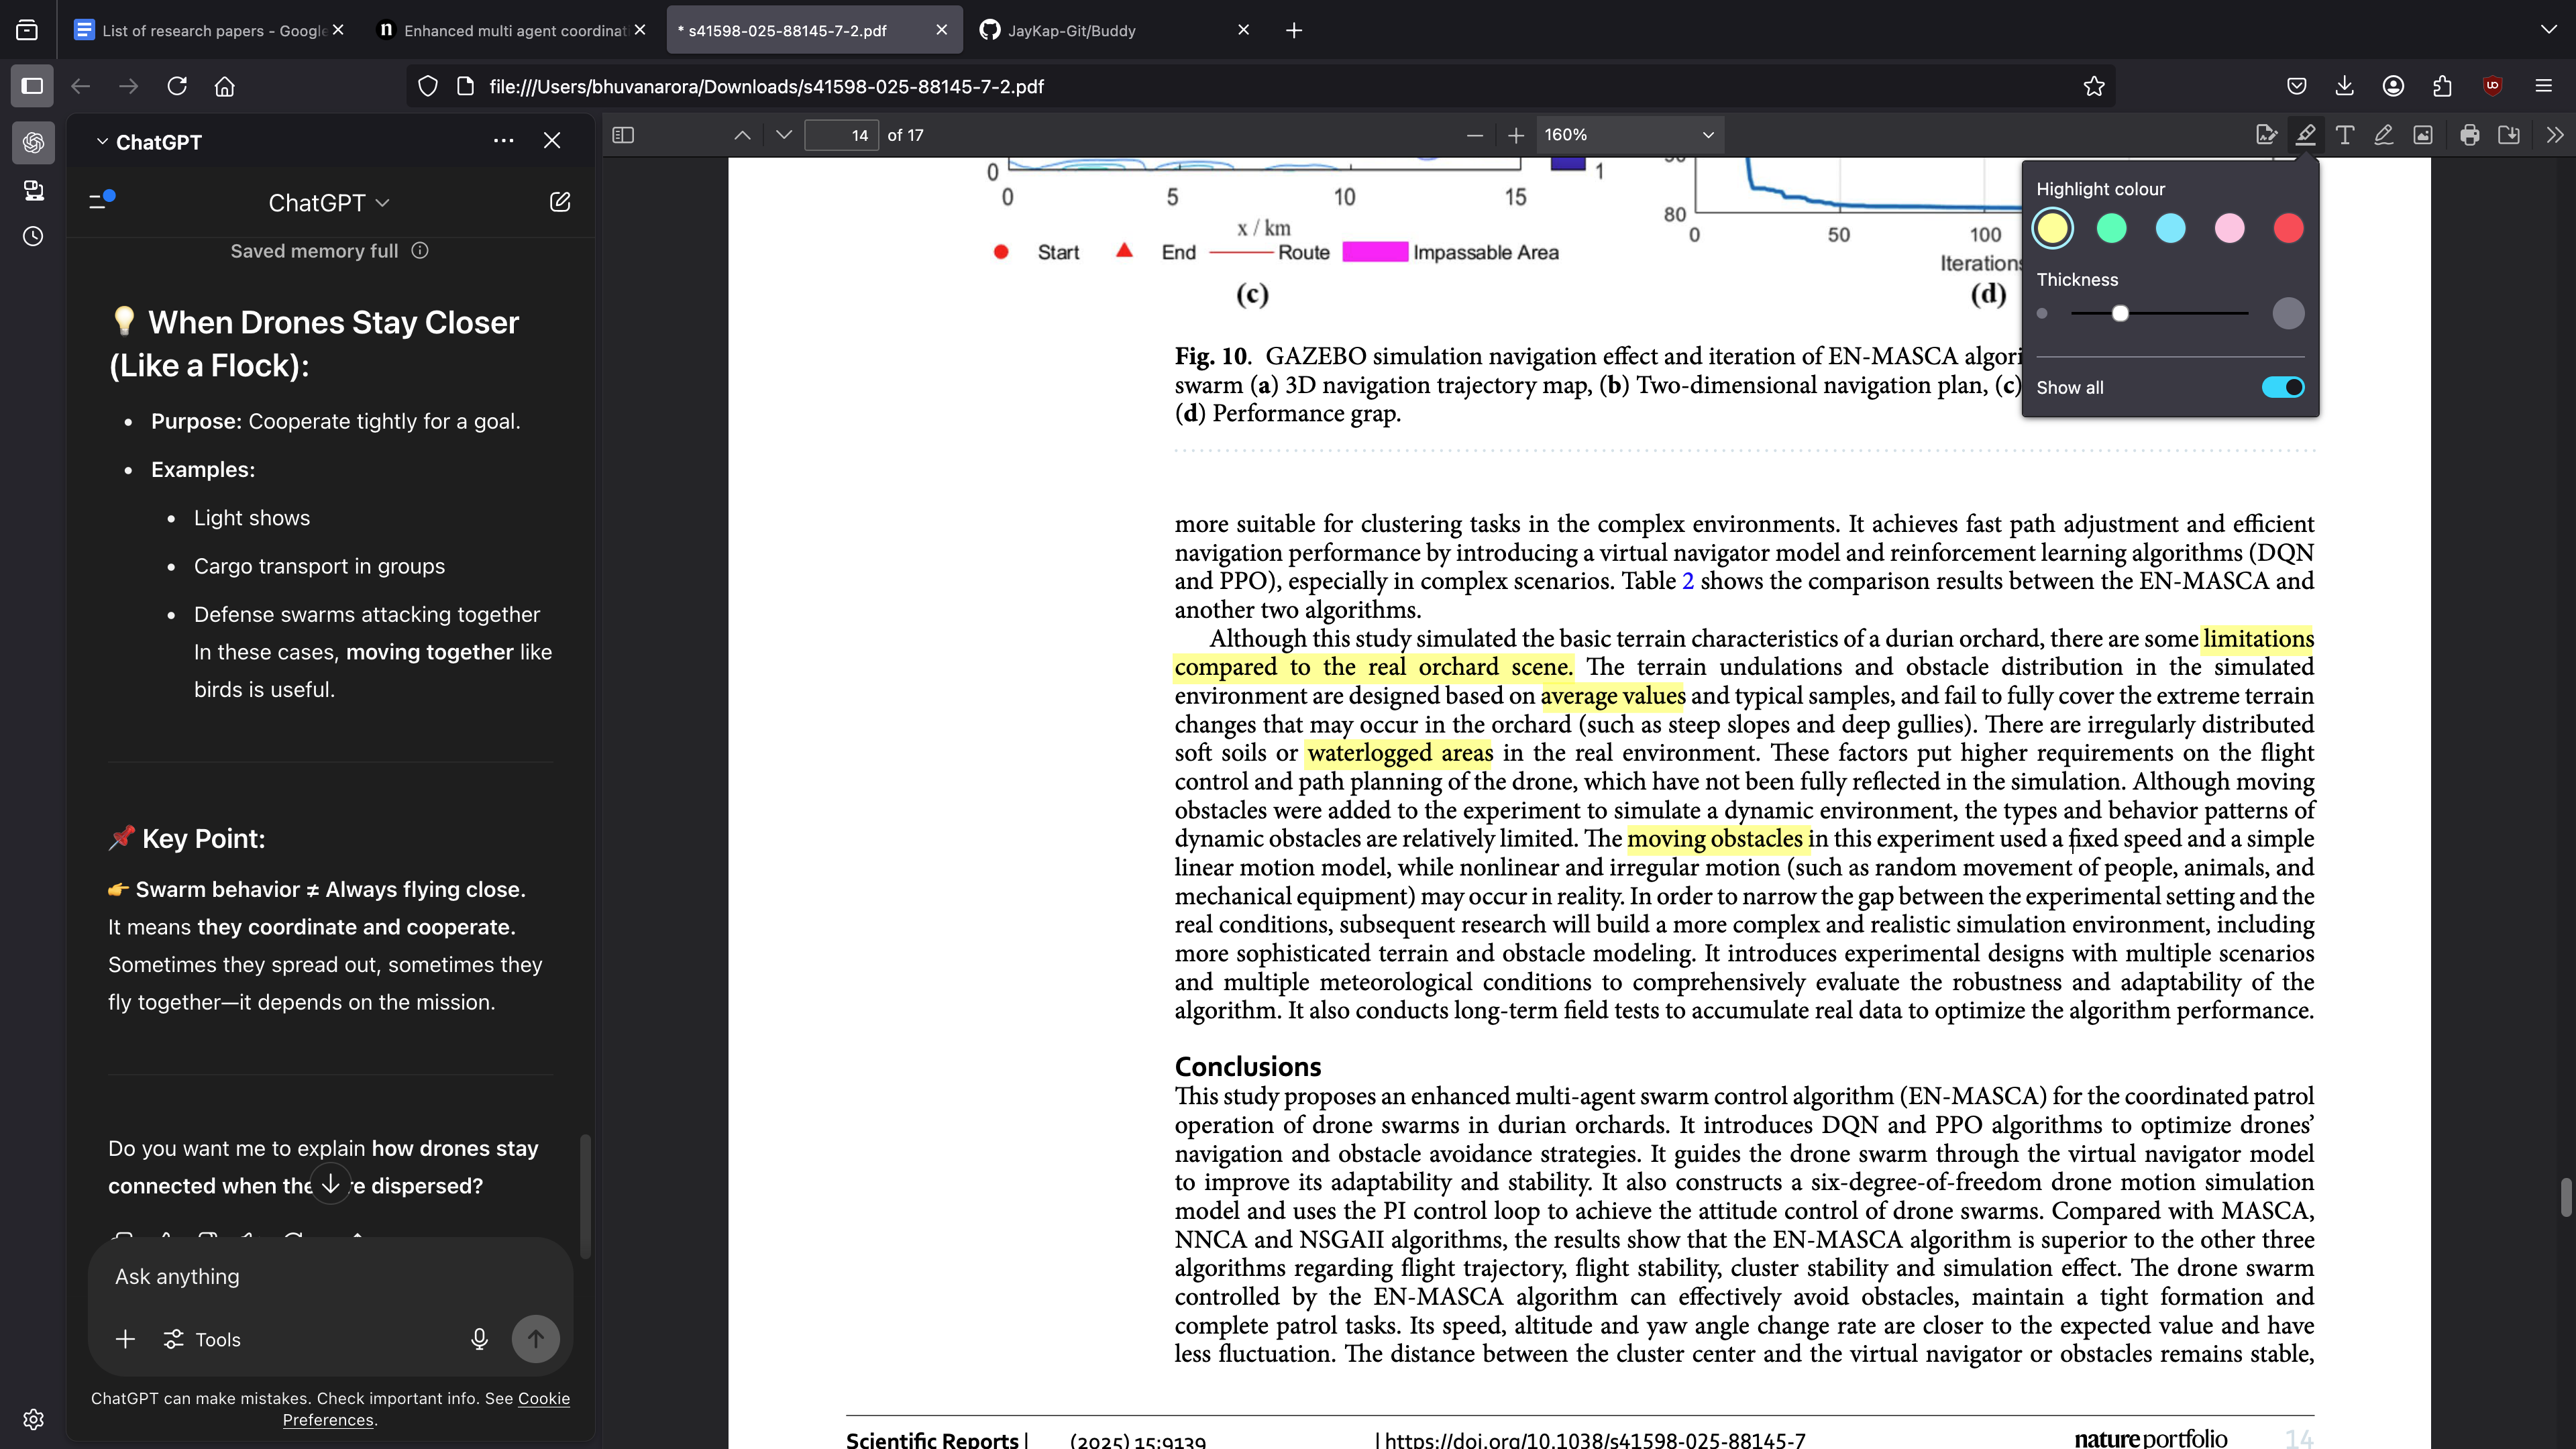 List of research papers - Google
Enhanced multi agent coordinat
* s41598-025-88145-7-2.pdf
JayKap-Git/Buddy
file:///Users/bhuvanarora/Downloads/s41598-025-88145-7-2.pdf
ChatGPT
14 of 17
160%
ChatGPT
Saved memory full
💡 When Drones Stay Closer
(Like a Flock):
• Purpose: Cooperate tightly for a goal.
• Examples:
• Light shows
• Cargo transport in groups
• Defense swarms attacking together
In these cases, moving together like
birds is useful.
📌 Key Point:
👉 Swarm behavior ≠ Always flying close.
It means they coordinate and cooperate.
Sometimes they spread out, sometimes they
fly together—it depends on the mission.
Do you want me to explain how drones stay
connected when the re dispersed?
Ask anything
Tools
ChatGPT can make mistakes. Check important info. See Cookie
Preferences.
Highlight colour
Thickness
Show all
0
1
0 5 10 15
x / km
Start End Route Impassable Area
(c)
80
0 50 100
Iterations
(d)
Fig. 10. GAZEBO simulation navigation effect and iteration of EN-MASCA algori
swarm (a) 3D navigation trajectory map, (b) Two-dimensional navigation plan, (c)
(d) Performance grap.
more suitable for clustering tasks in the complex environments. It achieves fast path adjustment and efficient
navigation performance by introducing a virtual navigator model and reinforcement learning algorithms (DQN
and PPO), especially in complex scenarios. Table 2 shows the comparison results between the EN-MASCA and
another two algorithms.
Although this study simulated the basic terrain characteristics of a durian orchard, there are some limitations
compared to the real orchard scene. The terrain undulations and obstacle distribution in the simulated
environment are designed based on average values and typical samples, and fail to fully cover the extreme terrain
changes that may occur in the orchard (such as steep slopes and deep gullies). There are irregularly distributed
soft soils or waterlogged areas in the real environment. These factors put higher requirements on the flight
control and path planning of the drone, which have not been fully reflected in the simulation. Although moving
obstacles were added to the experiment to simulate a dynamic environment, the types and behavior patterns of
dynamic obstacles are relatively limited. The moving obstacles in this experiment used a fixed speed and a simple
linear motion model, while nonlinear and irregular motion (such as random movement of people, animals, and
mechanical equipment) may occur in reality. In order to narrow the gap between the experimental setting and the
real conditions, subsequent research will build a more complex and realistic simulation environment, including
more sophisticated terrain and obstacle modeling. It introduces experimental designs with multiple scenarios
and multiple meteorological conditions to comprehensively evaluate the robustness and adaptability of the
algorithm. It also conducts long-term field tests to accumulate real data to optimize the algorithm performance.
Conclusions
This study proposes an enhanced multi-agent swarm control algorithm (EN-MASCA) for the coordinated patrol
operation of drone swarms in durian orchards. It introduces DQN and PPO algorithms to optimize drones’
navigation and obstacle avoidance strategies. It guides the drone swarm through the virtual navigator model
to improve its adaptability and stability. It also constructs a six-degree-of-freedom drone motion simulation
model and uses the PI control loop to achieve the attitude control of drone swarms. Compared with MASCA,
NNCA and NSGAII algorithms, the results show that the EN-MASCA algorithm is superior to the other three
algorithms regarding flight trajectory, flight stability, cluster stability and simulation effect. The drone swarm
controlled by the EN-MASCA algorithm can effectively avoid obstacles, maintain a tight formation and
complete patrol tasks. Its speed, altitude and yaw angle change rate are closer to the expected value and have
less fluctuation. The distance between the cluster center and the virtual navigator or obstacles remains stable,
Scientific Reports | (2025) 15:9139 | https://doi.org/10.1038/s41598-025-88145-7 nature portfolio 14